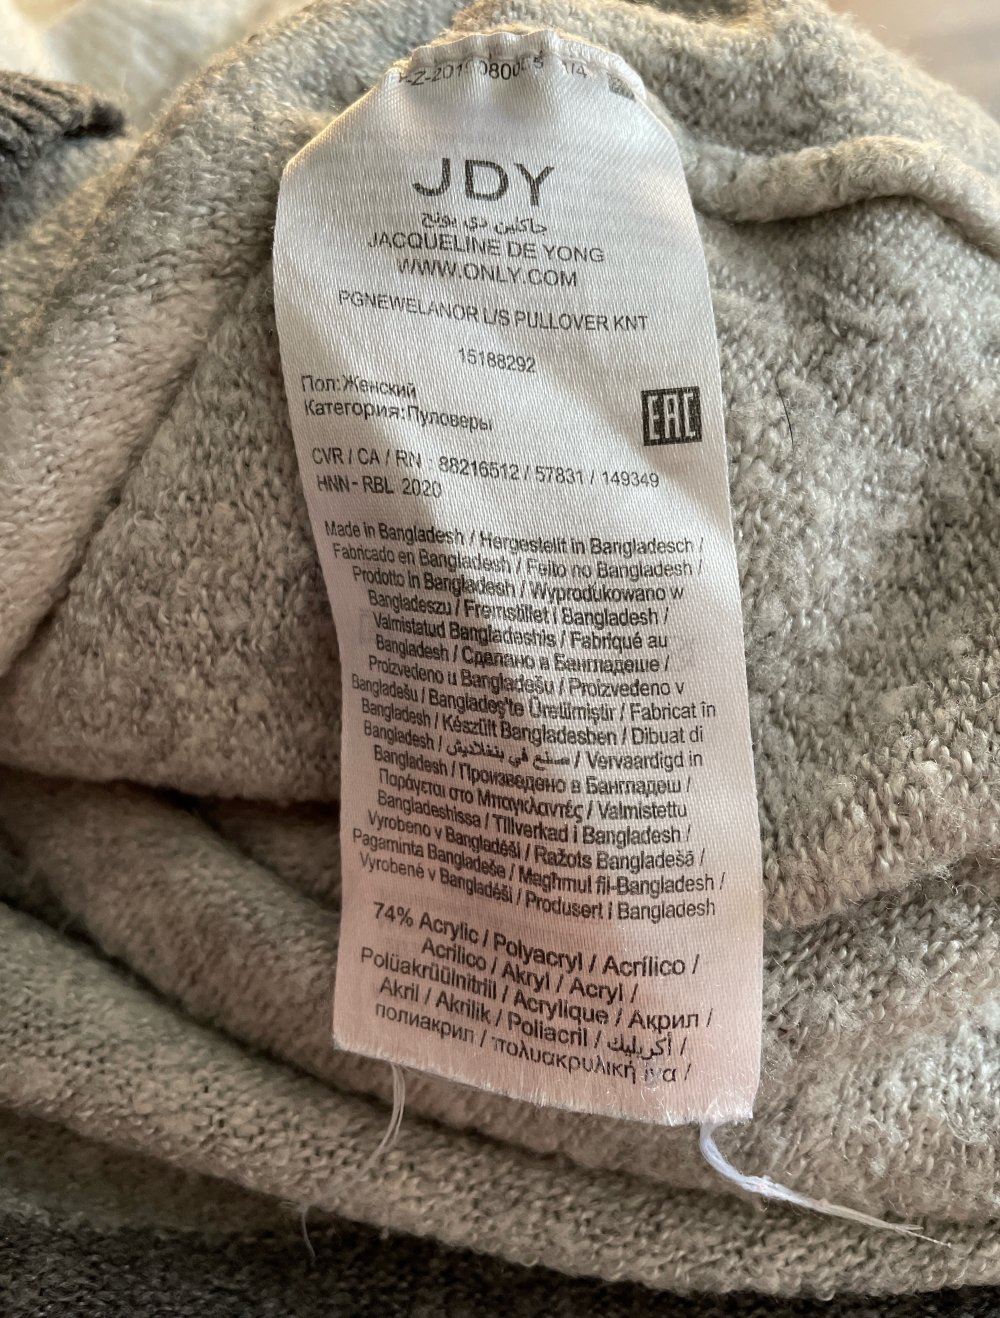 JDY
جاكلين دي يونج
JACQUELINE DE YONG
WWW.ONLY.COM
PGNEWELANOR L/S PULLOVER KNT
15188292
Пол:Женский
Категория:Пуловеры
EAC
CVR / CA / RN - 88216512 / 57831 / 149349
HNN - RBL 2020
Made in Bangladesh / Hergestellt in Bangladesch /
Fabricado en Bangladesh / Feito no Bangladesh /
Prodotto in Bangladesh / Wyprodukowano w
Bangladeszu / Fremstillet i Bangladesh /
Valmistatud Bangladeshis / Fabriqué au
Bangladesh / Сделано в Бангладеше /
Proizvedeno u Bangladešu / Proizvedeno v
Bangladešu / Bangladeş'te Üretilmiştir / Fabricat în
Bangladesh / Készült Bangladesben / Dibuat di
Bangladesh / صنع في بنغلاديش / Vervaardigd in
Bangladesh / Произведено в Бангладеш /
Παράγεται στο Μπαγκλαντές / Valmistettu
Bangladeshissa / Tillverkad i Bangladesh /
Vyrobeno v Bangladéši / Ražots Bangladešā /
Pagaminta Bangladeše / Magħmul fil-Bangladesh /
Vyrobené v Bangladéši / Produsert i Bangladesh
74% Acrylic / Polyacryl / Acrílico /
Acrilico / Akryl / Acryl /
Polüakrüülnitriil / Acrylique / Акрил /
Akril / Akrilik / Poliacril / أكريليك /
полиакрил / πολυακρυλική ίνα /